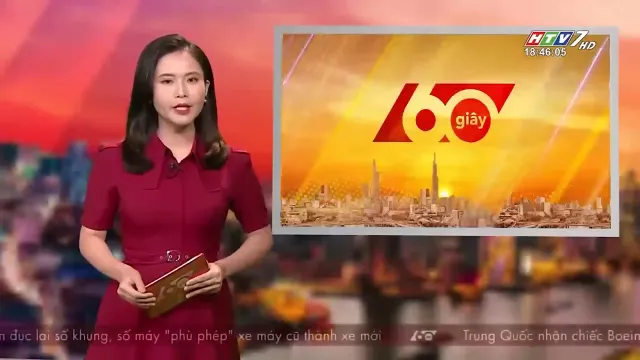 HTV7 HD
18:46:05
60 giây
đục lại số khung, số máy "phù phép" xe máy cũ thành xe mới 60 Trung Quốc nhận chiếc